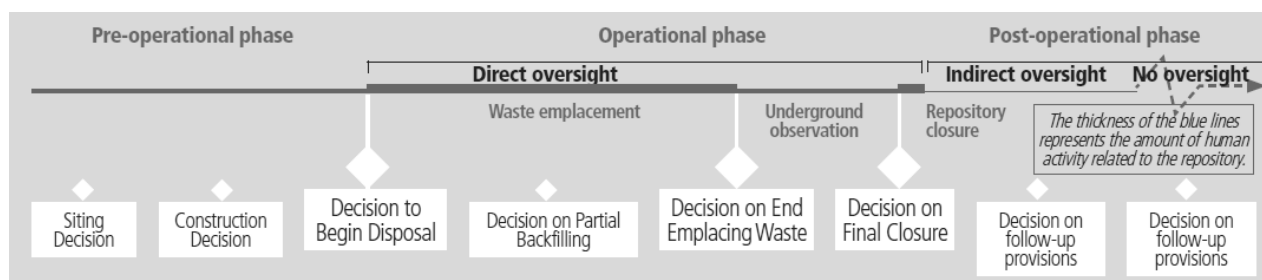 Pre-operational phase
Operational phase
Post-operational phase
Direct oversight
Indirect oversight
No oversight
Waste emplacement
Underground
observation
Repository
closure
The thickness of the blue lines
represents the amount of human
activity related to the repository.
Siting
Decision
Construction
Decision
Decision to
Begin Disposal
Decision on Partial
Backfilling
Decision on End
Emplacing Waste
Decision on
Final Closure
Decision on
follow-up
provisions
Decision on
follow-up
provisions